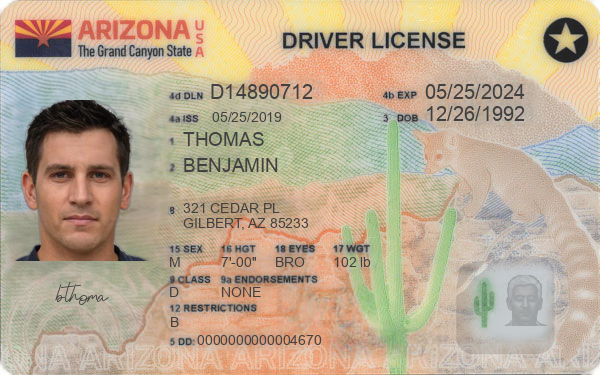 ARIZONA USA
The Grand Canyon State
DRIVER LICENSE
4d DLN D14890712 4b EXP 05/25/2024
4a ISS 05/25/2019 3 DOB 12/26/1992
1 THOMAS
2 BENJAMIN
8 321 CEDAR PL
GILBERT, AZ 85233
15 SEX 16 HGT 18 EYES 17 WGT
M 7'-00" BRO 102 lb
9 CLASS 9a ENDORSEMENTS
D NONE
12 RESTRICTIONS
B
bthoma
5 DD: 0000000000004670
ARIZONA ARIZONA ARIZONA ARIZONA